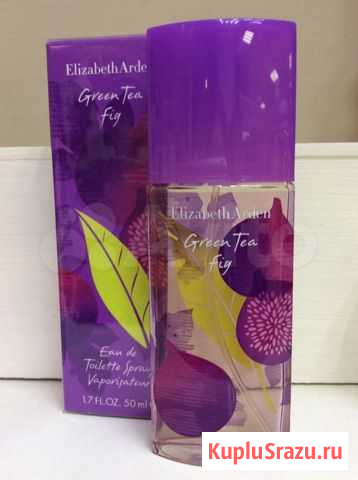 Elizabeth Arden
Green Tea
Fig
Eau de
Toilette Spray
Vaporisateur
1.7 FL.OZ. 50 ml
Elizabeth Arden
Green Tea
Fig
KupluSrazu.ru